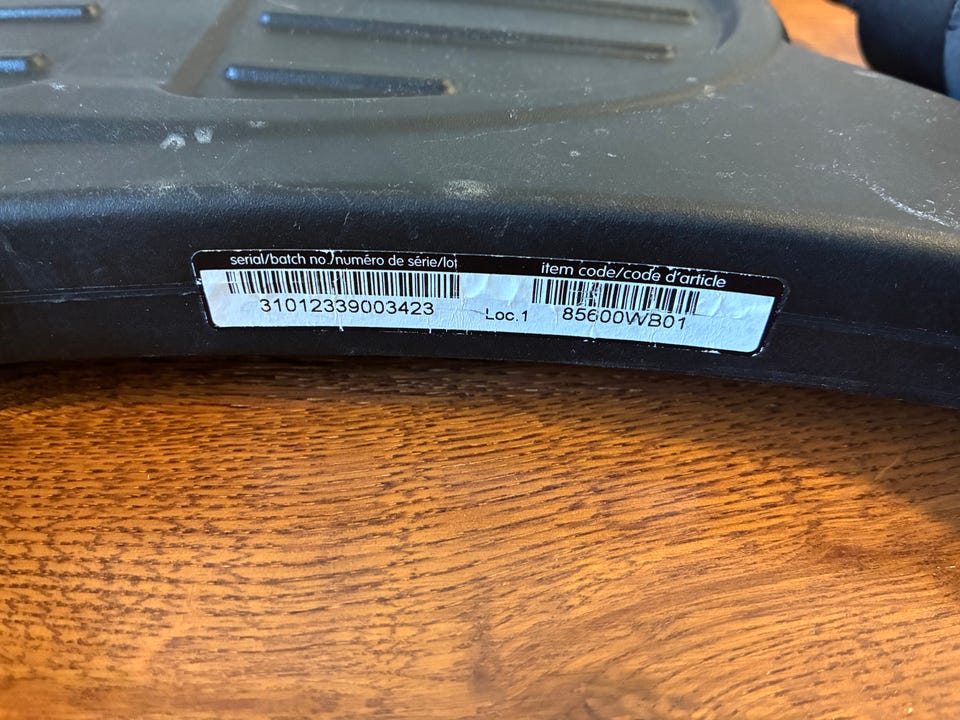 serial/batch no./numéro de série/lot
item code/code d'article
31012339003423
Loc.1
85600WB01